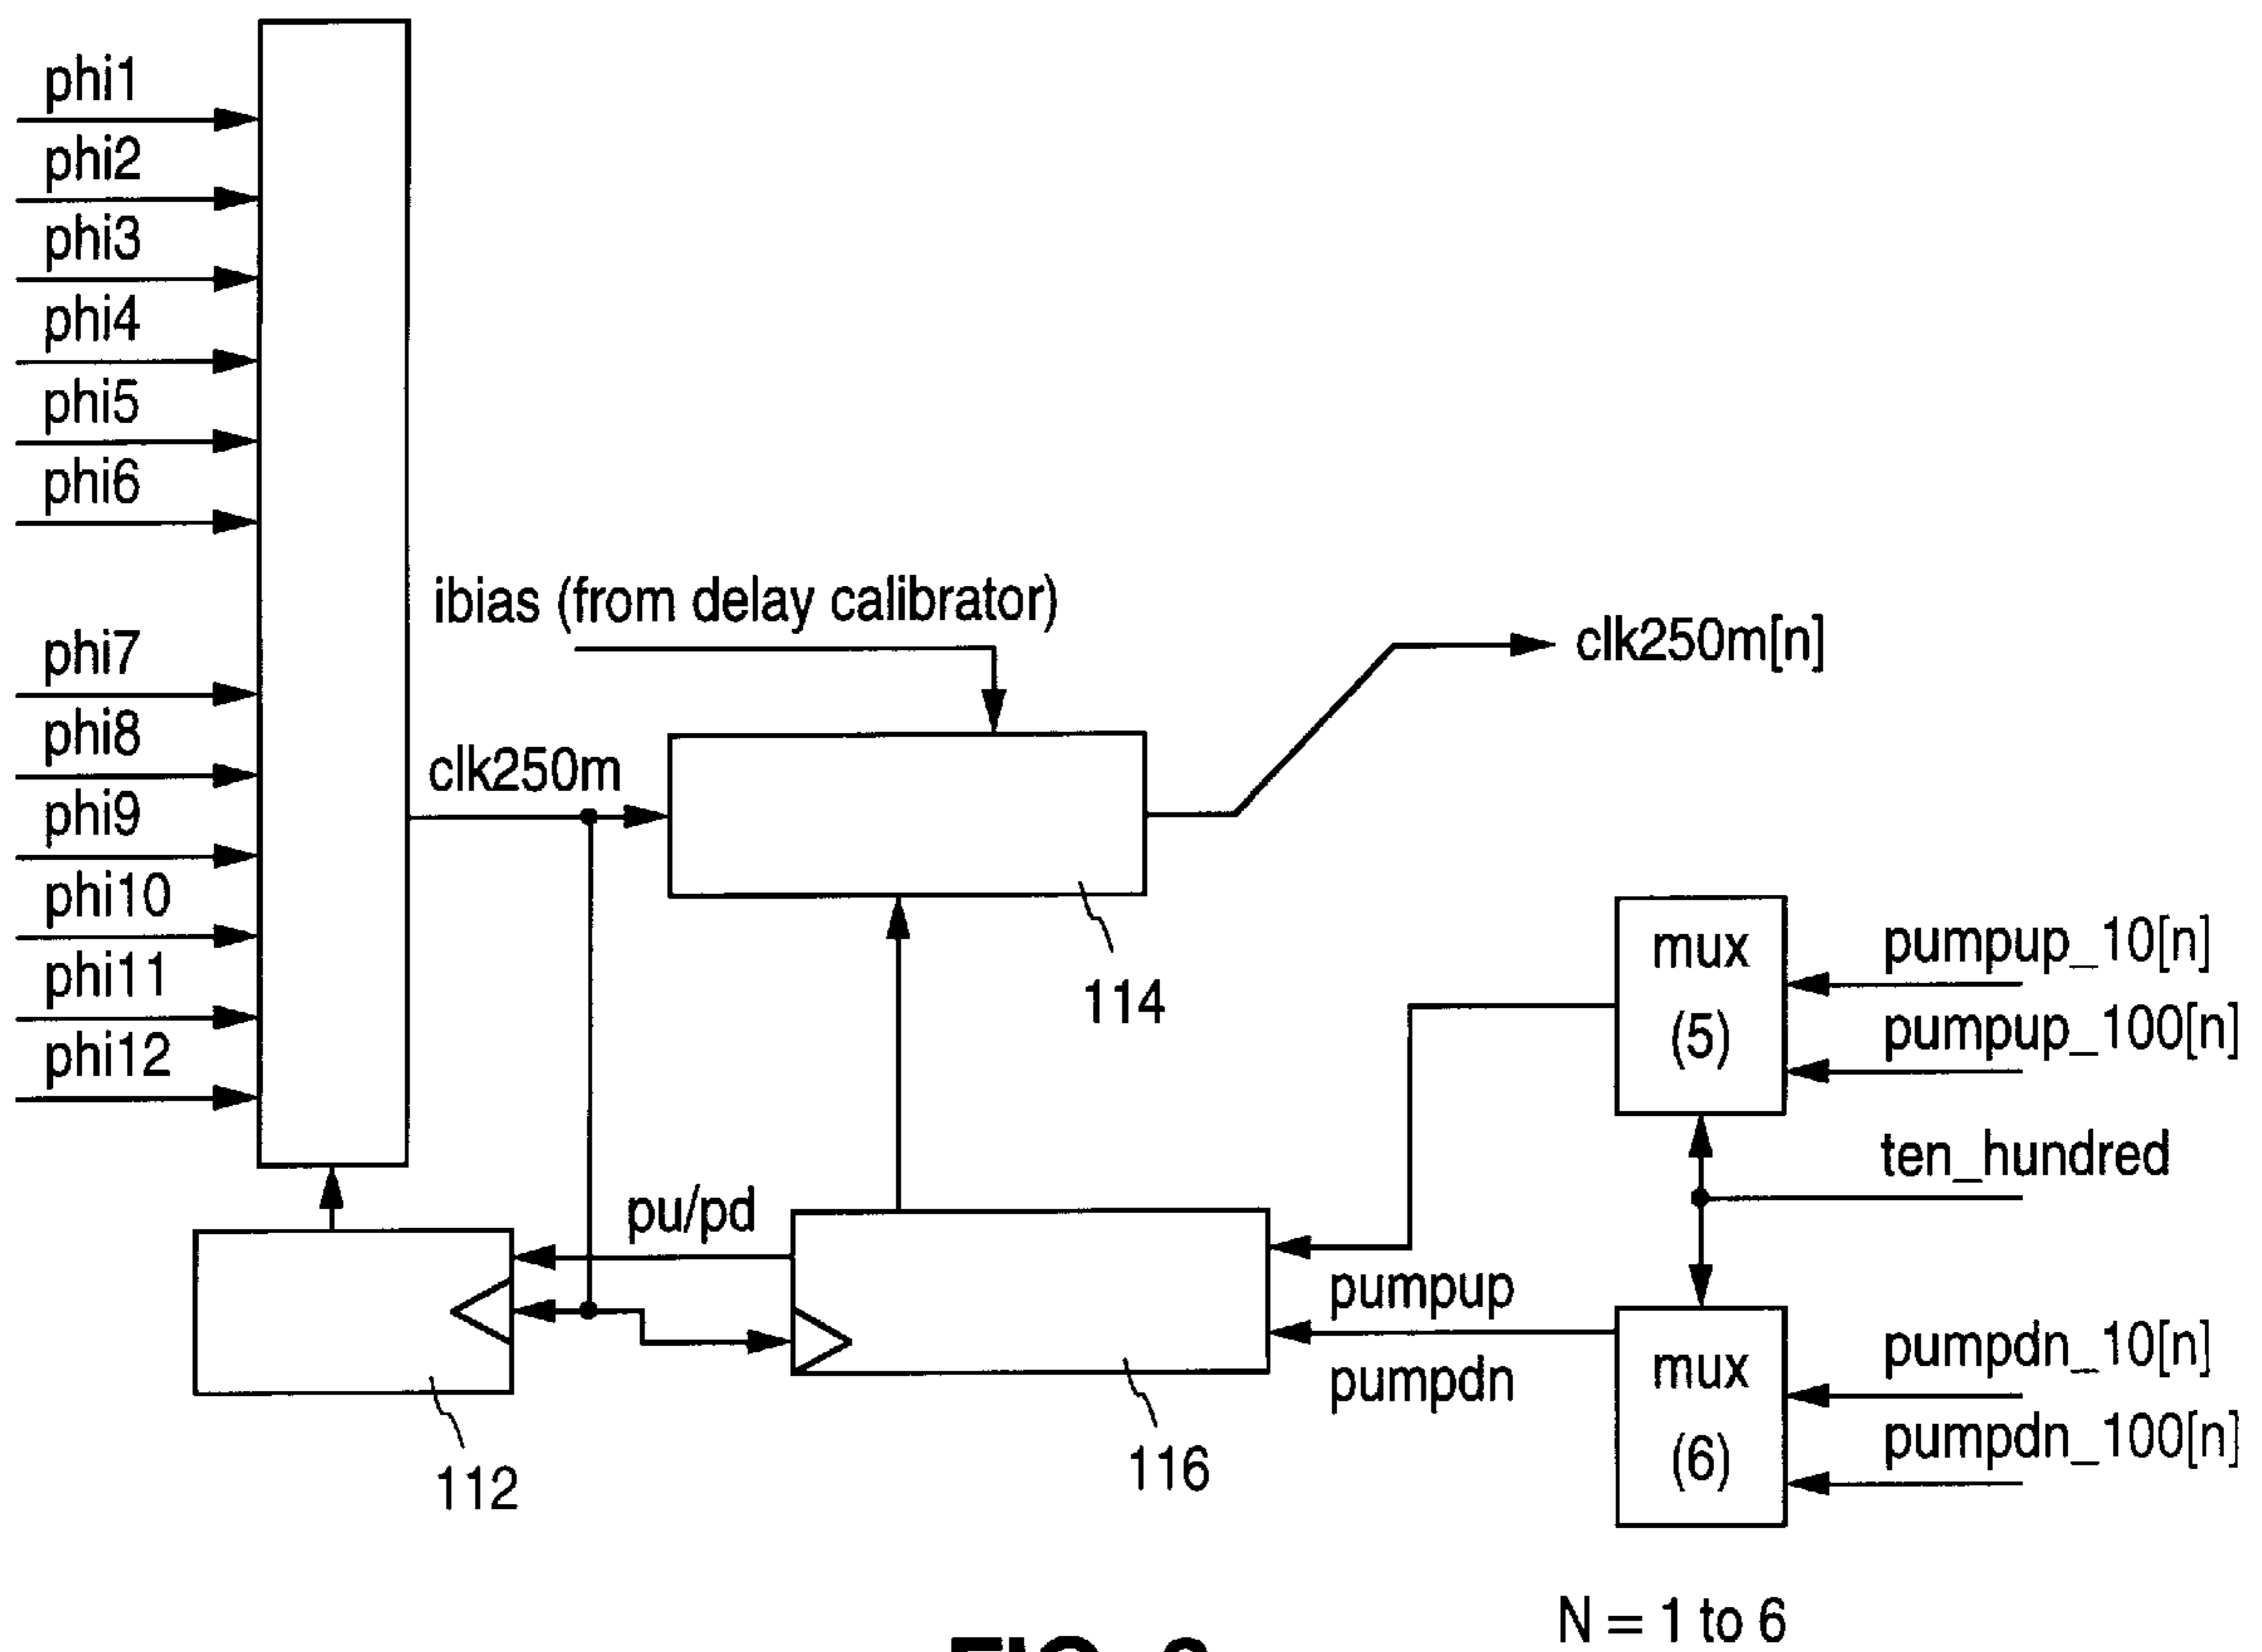 phi1
phi2
phi3
phi4
phi5
phi6
ibias (from delay calibrator)
phi7
clk250m[n]
phi8
clk250m
phi9
phi10
mux
(5)
pumpup_10[n]
phi11
114
pumpup_100[n]
phi12
ten_hundred
pu/pd
pumpup
pumpdn
mux
(6)
pumpdn_10[n]
pumpdn_100[n]
112
116
N = 1 to 6